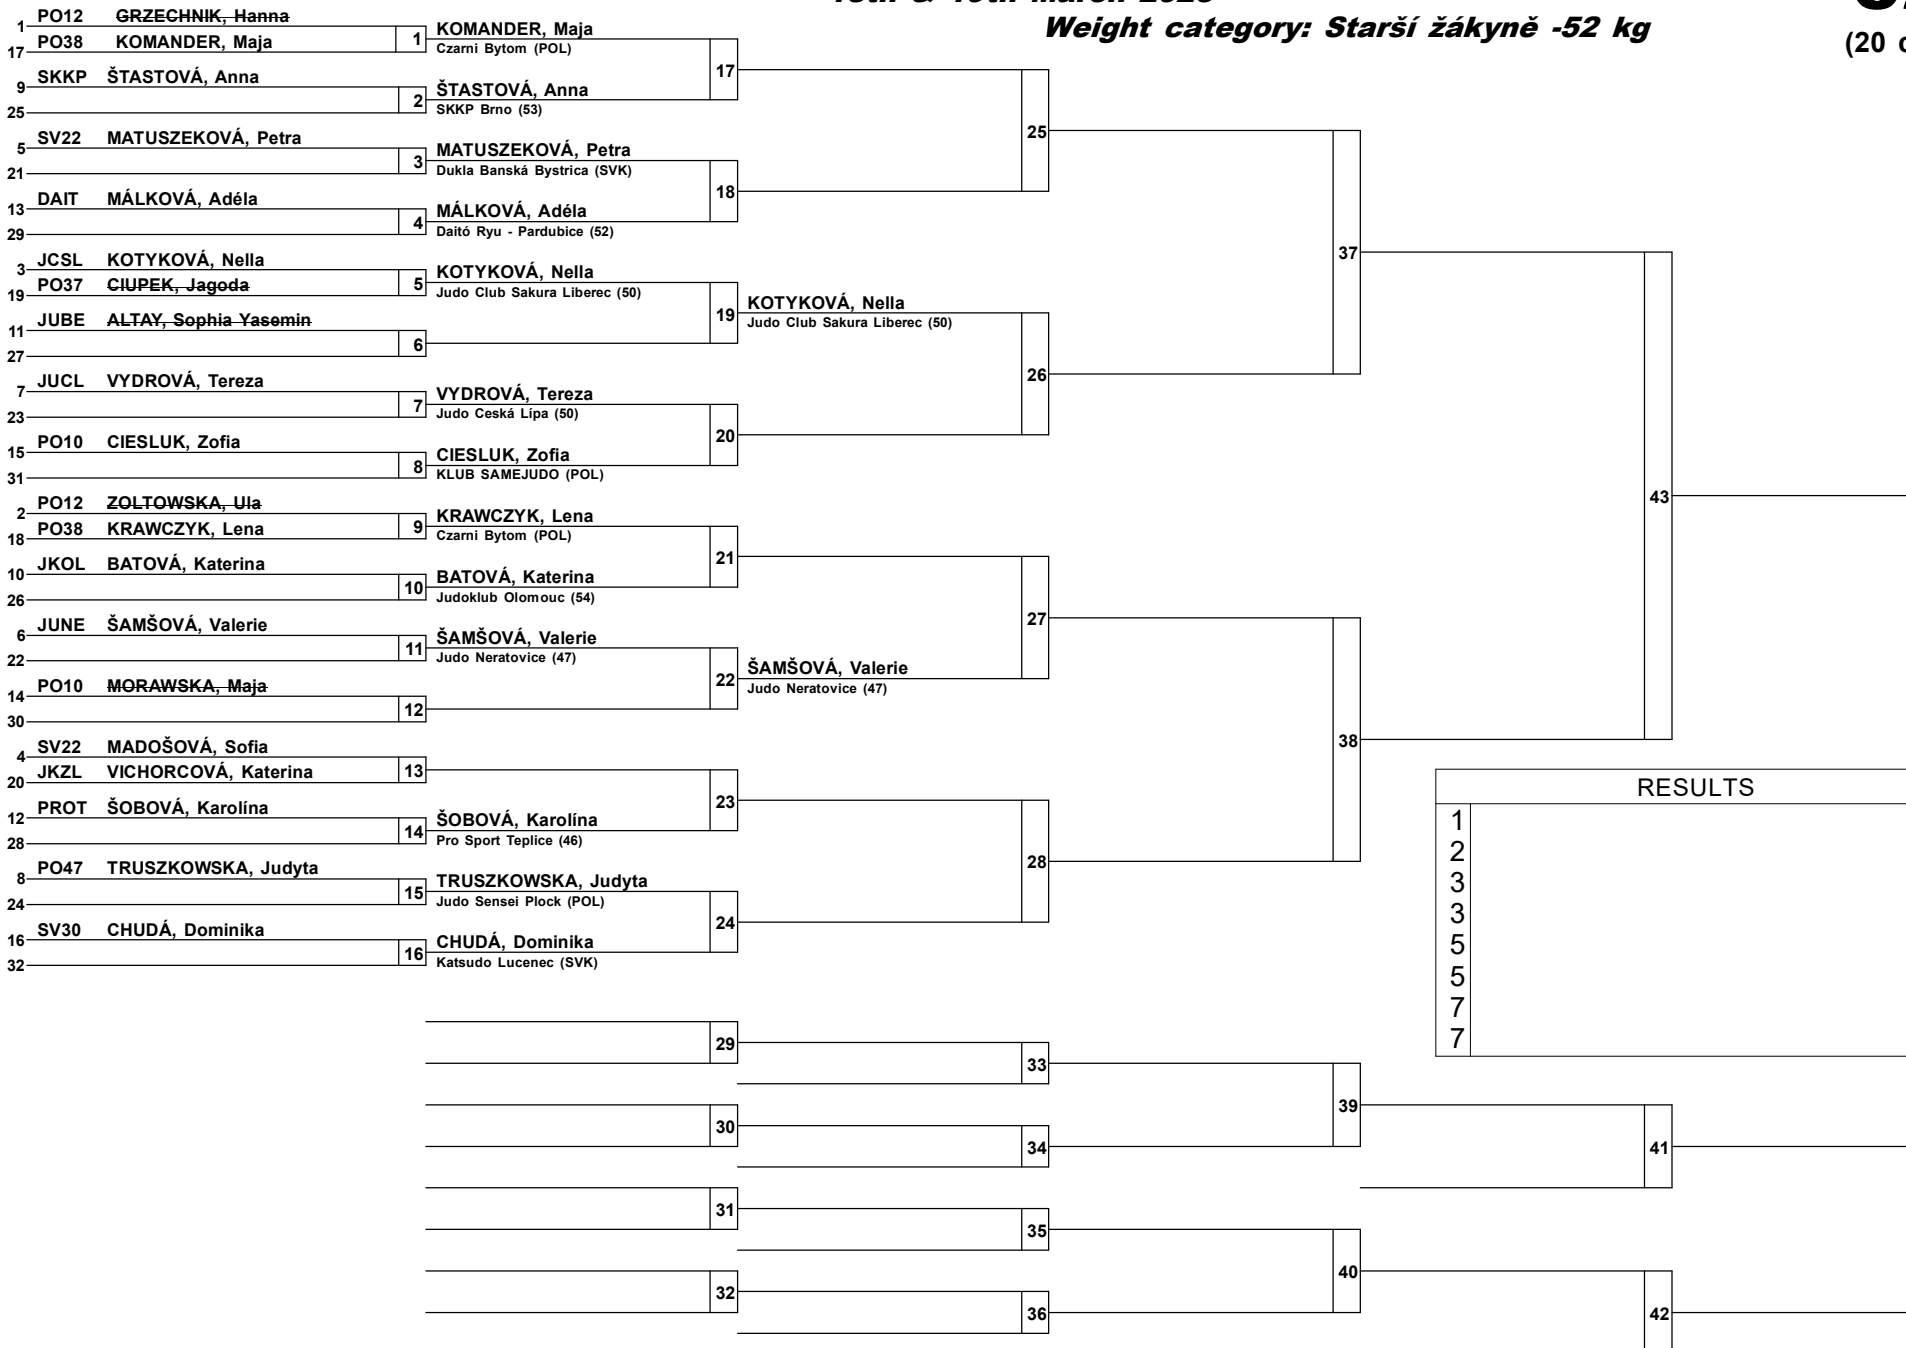 March 2025
Weight category: Starší žákyně -52 kg
(20
1 PO12 GRZECHNIK, Hanna
17 PO38 KOMANDER, Maja
1 KOMANDER, Maja
Czarni Bytom (POL)
17
9 SKKP ŠTASTOVÁ, Anna
25
2 ŠTASTOVÁ, Anna
SKKP Brno (53)
25
5 SV22 MATUSZEKOVÁ, Petra
21
3 MATUSZEKOVÁ, Petra
Dukla Banská Bystrica (SVK)
18
13 DAIT MÁLKOVÁ, Adéla
29
4 MÁLKOVÁ, Adéla
Daitó Ryu - Pardubice (52)
37
3 JCSL KOTYKOVÁ, Nella
19 PO37 CIUPEK, Jagoda
5 KOTYKOVÁ, Nella
Judo Club Sakura Liberec (50)
19 KOTYKOVÁ, Nella
Judo Club Sakura Liberec (50)
11 JUBE ALTAY, Sophia Yasemin
27
6
26
7 JUCL VYDROVÁ, Tereza
23
7 VYDROVÁ, Tereza
Judo Ceská Lípa (50)
20
15 PO10 CIESLUK, Zofia
31
8 CIESLUK, Zofia
KLUB SAMEJUDO (POL)
43
2 PO12 ZOLTOWSKA, Ula
18 PO38 KRAWCZYK, Lena
9 KRAWCZYK, Lena
Czarni Bytom (POL)
21
10 JKOL BATOVÁ, Katerina
26
10 BATOVÁ, Katerina
Judoklub Olomouc (54)
27
6 JUNE ŠAMŠOVÁ, Valerie
22
11 ŠAMŠOVÁ, Valerie
Judo Neratovice (47)
22 ŠAMŠOVÁ, Valerie
Judo Neratovice (47)
14 PO10 MORAWSKA, Maja
30
12
38
4 SV22 MADOŠOVÁ, Sofia
20 JKZL VICHORCOVÁ, Katerina
13
23
12 PROT ŠOBOVÁ, Karolína
28
14 ŠOBOVÁ, Karolína
Pro Sport Teplice (46)
28
8 PO47 TRUSZKOWSKA, Judyta
24
15 TRUSZKOWSKA, Judyta
Judo Sensei Plock (POL)
24
16 SV30 CHUDÁ, Dominika
32
16 CHUDÁ, Dominika
Katsudo Lucenec (SVK)
RESULTS
1
2
3
3
5
5
7
7
29
33
39
30
34
41
31
35
40
32
36
42